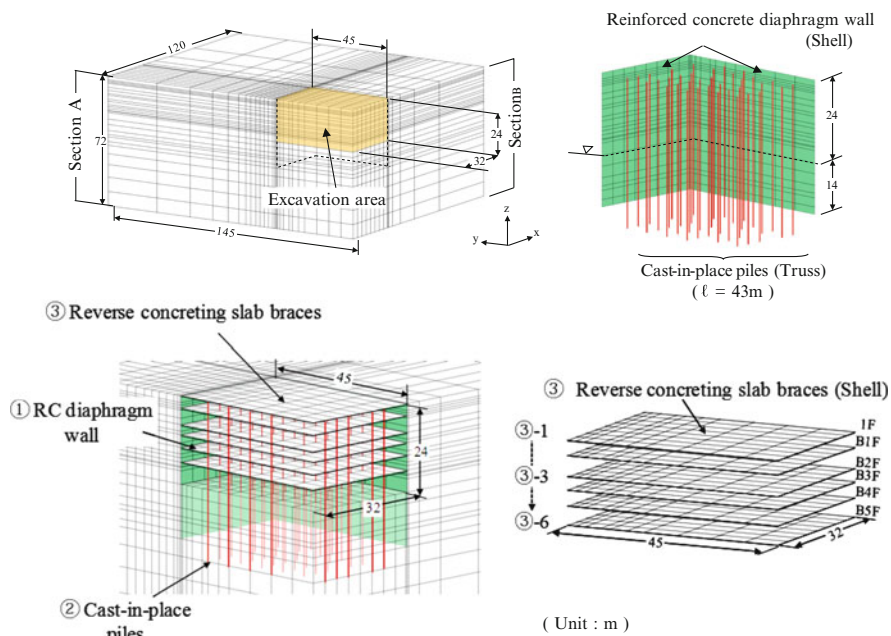 120
45
Section A
72
24
32
Section B
Excavation area
145
z
y
x
Reinforced concrete diaphragm wall
(Shell)
24
14
Cast-in-place piles (Truss)
( ℓ = 43m )
③ Reverse concreting slab braces
45
① RC diaphragm
wall
24
32
② Cast-in-place
piles
③ Reverse concreting slab braces (Shell)
③-1
③-3
③-6
1F
B1F
B2F
B3F
B4F
B5F
45
32
( Unit : m )